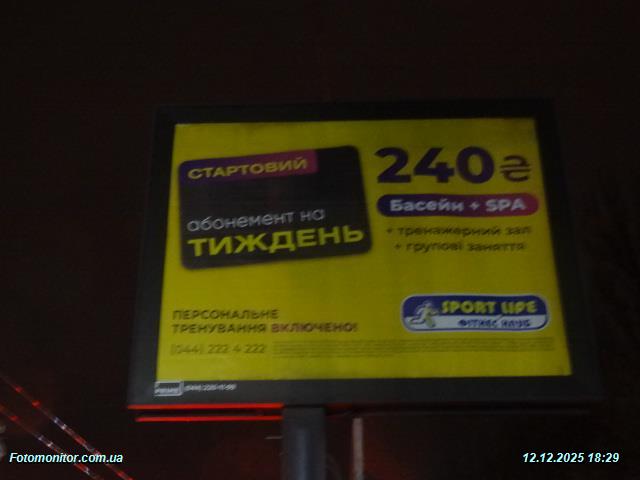 СТАРТОВИЙ
абонемент на
ТИЖДЕНЬ
240₴
Басейн + SPA
+ тренажерний зал
+ групові заняття
ПЕРСОНАЛЬНЕ
ТРЕНУВАННЯ ВКЛЮЧЕНО!
(044) 222 4 222
SPORT LIFE
ФІТНЕС КЛУБ
PRIME
Fotomonitor.com.ua
12.12.2025 18:29